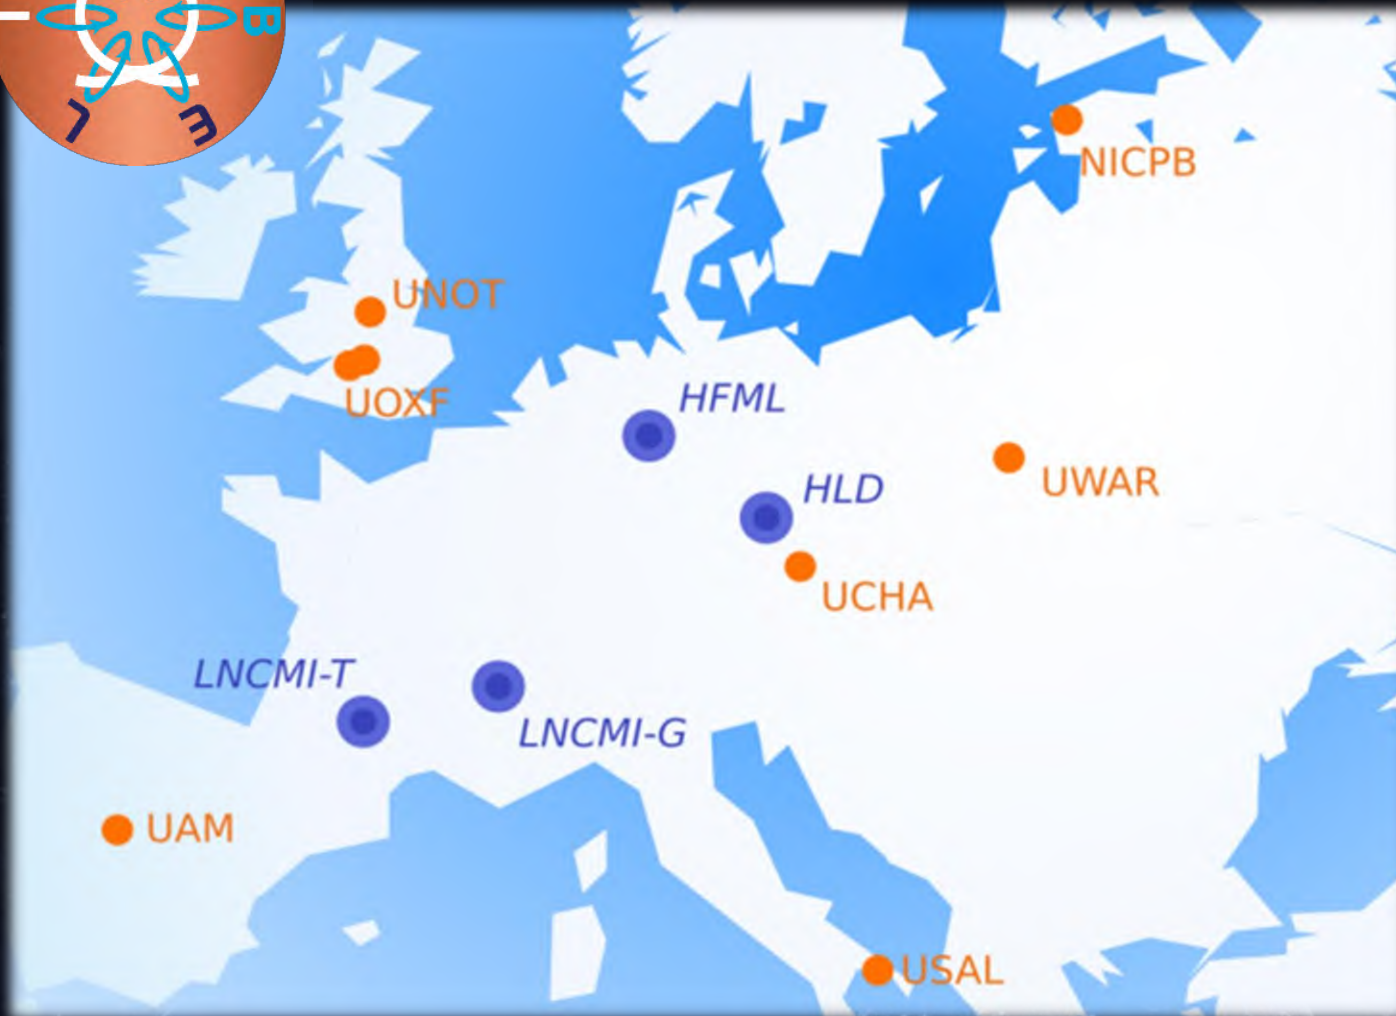 B
L
E
NICPB
UNOT
UOXF
HFML
HLD
UWAR
UCHA
LNCMI-T
LNCMI-G
UAM
USAL